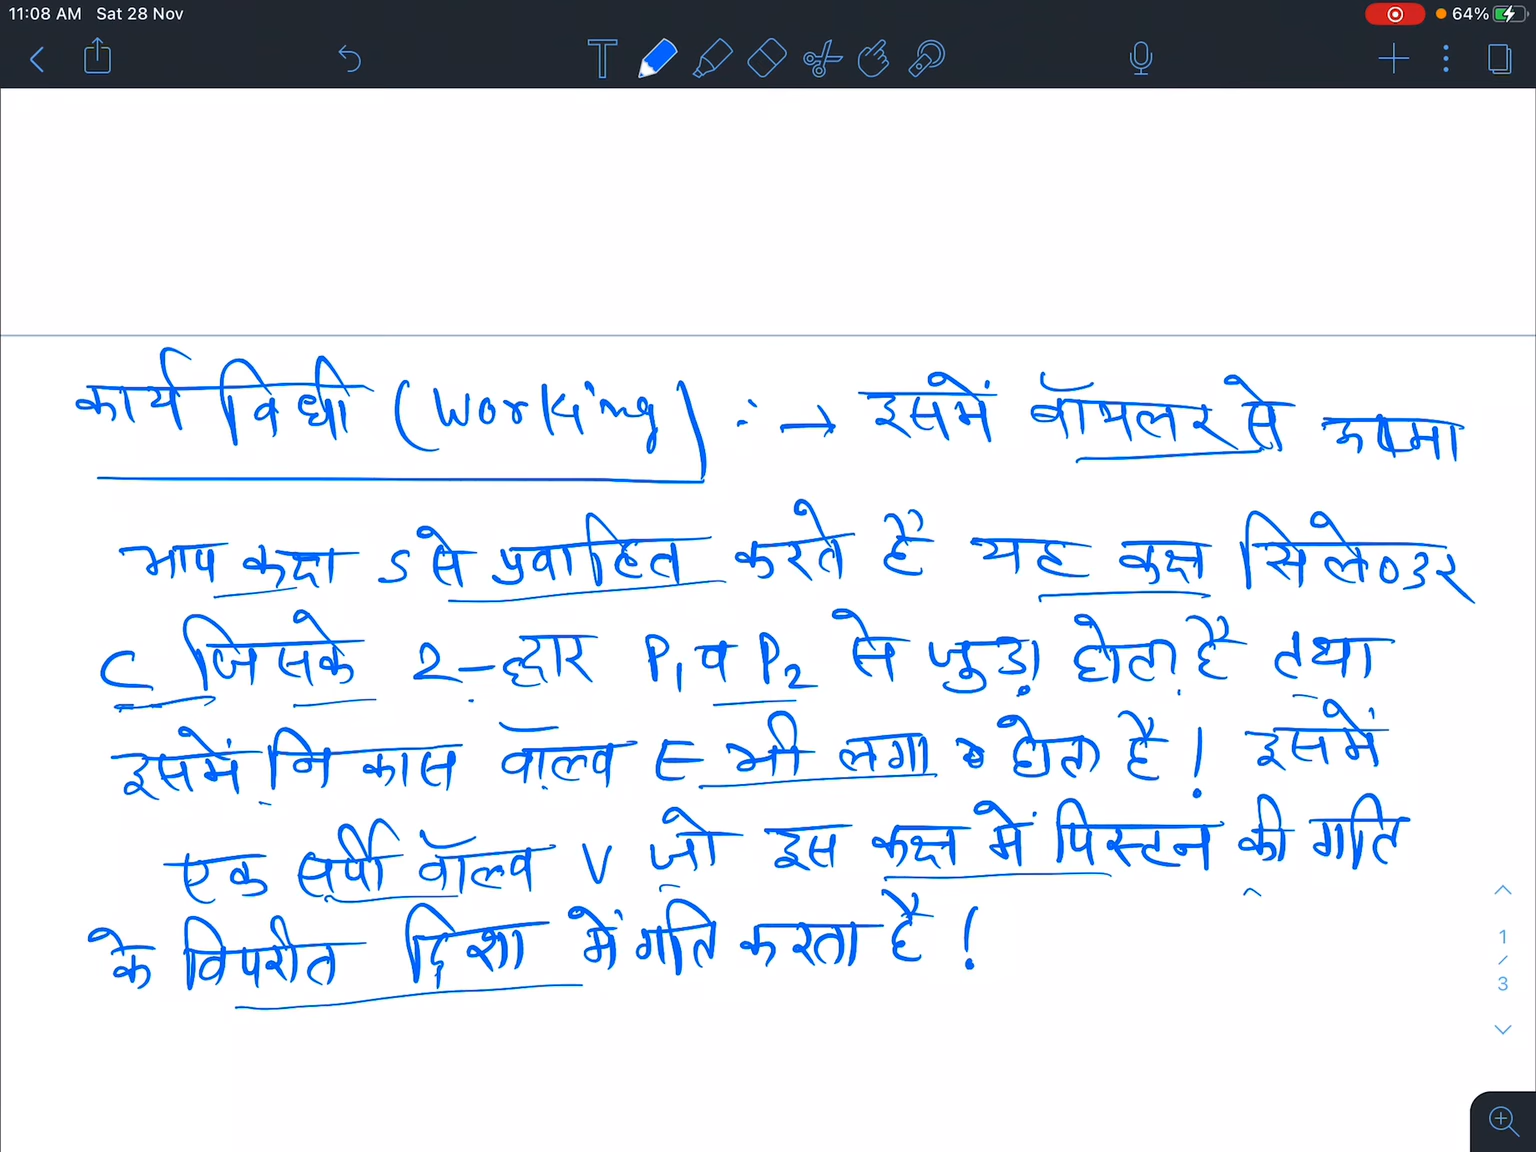 11:08 AM Sat 28 Nov
64%
कार्य विधी (Working) :→ इसमें बॉयलर से ऊष्मा
भाप कक्ष S से प्रवाहित करते हैं यह कक्ष सिलेण्डर
C जिसके 2-द्वार P1 व P2 से जुड़ा होता है तथा
इसमें निकास वॉल्व E भी लगा होता है! इसमें
एक सर्पी वॉल्व V जो इस कक्ष में पिस्टन की गति
के विपरीत दिशा में गति करता है!
1
/
3